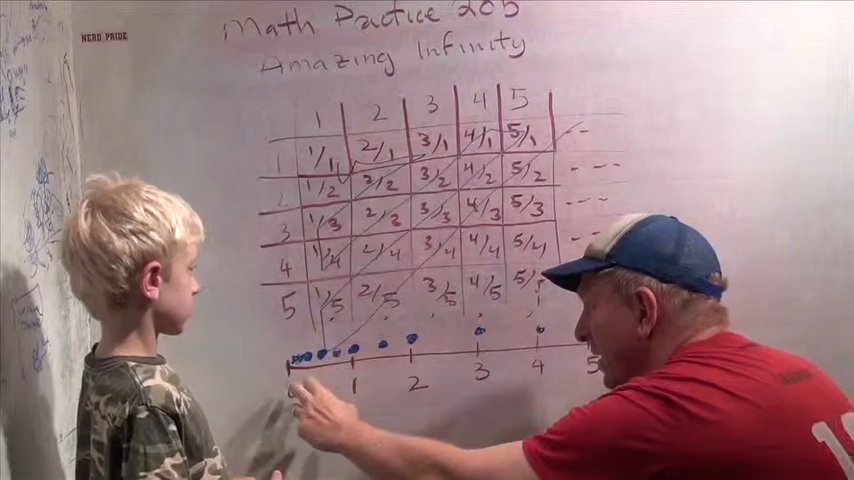 NERD PRIDE
Math Practice 205
Amazing Infinity
1 2 3 4 5
1 1/1 2/1 3/1 4/1 5/1 - -
2 1/2 2/2 3/2 4/2 5/2 - - -
3 1/3 2/3 3/3 4/3 5/3 - - -
4 1/4 2/4 3/4 4/4 5/4 - -
5 1/5 2/5 3/5 4/5 5/5
0 1 2 3 4 5